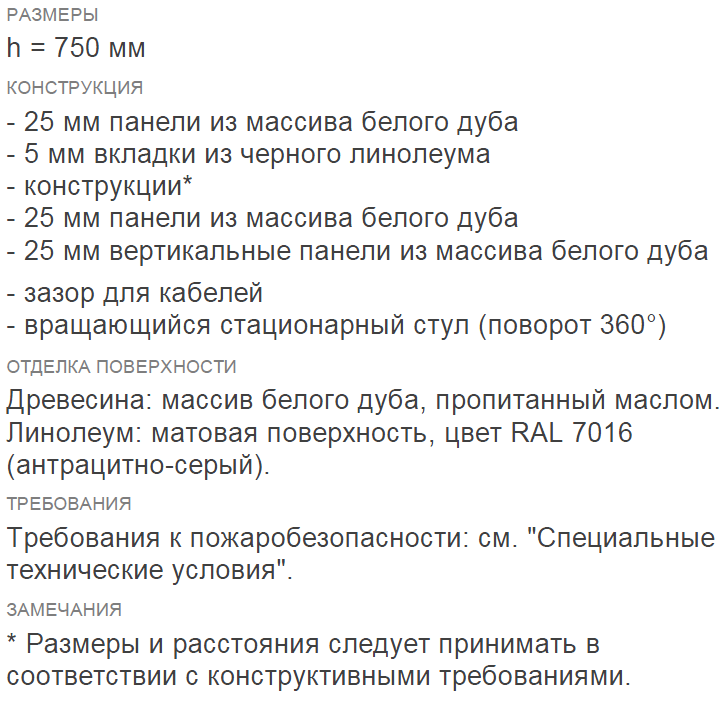 РАЗМЕРЫ
h = 750 мм
КОНСТРУКЦИЯ
- 25 мм панели из массива белого дуба
- 5 мм вкладки из черного линолеума
- конструкции*
- 25 мм панели из массива белого дуба
- 25 мм вертикальные панели из массива белого дуба
- зазор для кабелей
- вращающийся стационарный стул (поворот 360°)
ОТДЕЛКА ПОВЕРХНОСТИ
Древесина: массив белого дуба, пропитанный маслом.
Линолеум: матовая поверхность, цвет RAL 7016
(антрацитно-серый).
ТРЕБОВАНИЯ
Требования к пожаробезопасности: см. "Специальные
технические условия".
ЗАМЕЧАНИЯ
* Размеры и расстояния следует принимать в
соответствии с конструктивными требованиями.